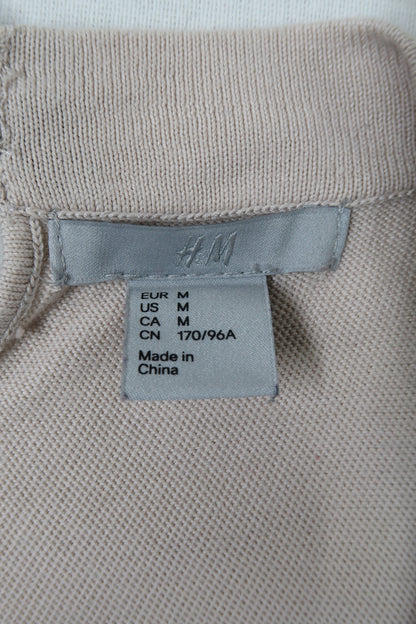 H&M
EUR M
US M
CA M
CN 170/96A
Made in
China